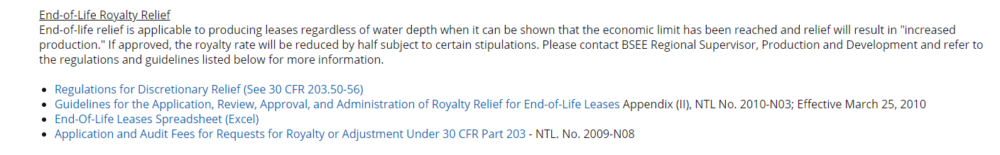 End-of-Life Royalty Relief
End-of-life relief is applicable to producing leases regardless of water depth when it can be shown that the economic limit has been reached and relief will result in "increased
production." If approved, the royalty rate will be reduced by half subject to certain stipulations. Please contact BSEE Regional Supervisor, Production and Development and refer to
the regulations and guidelines listed below for more information.
• Regulations for Discretionary Relief (See 30 CFR 203.50-56)
• Guidelines for the Application, Review, Approval, and Administration of Royalty Relief for End-of-Life Leases Appendix (II), NTL No. 2010-N03; Effective March 25, 2010
• End-Of-Life Leases Spreadsheet (Excel)
• Application and Audit Fees for Requests for Royalty or Adjustment Under 30 CFR Part 203 - NTL. No. 2009-N08